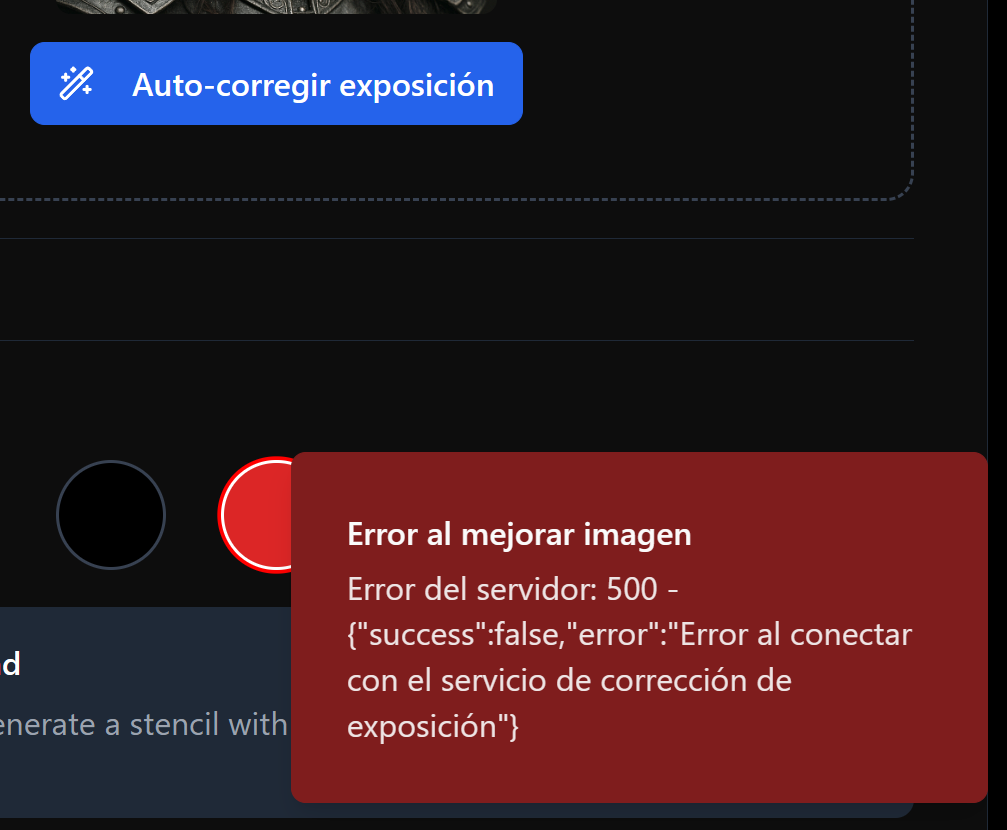 Auto-corregir exposición
Error al mejorar imagen
Error del servidor: 500 -
{"success":false,"error":"Error al conectar
con el servicio de corrección de
exposición"}
stencil with
generate a